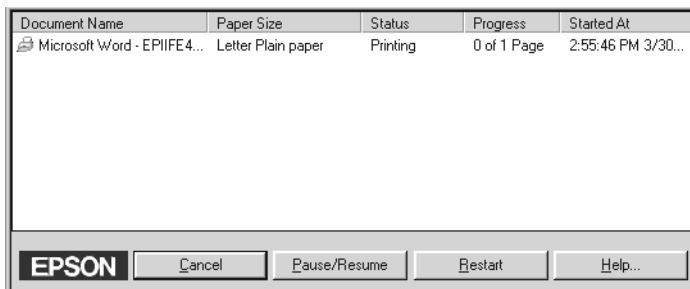 Document Name Paper Size Status Progress Started At
Microsoft Word - EPIIFE4... Letter Plain paper Printing 0 of 1 Page 2:55:46 PM 3/30...
EPSON Cancel Pause/Resume Restart Help...